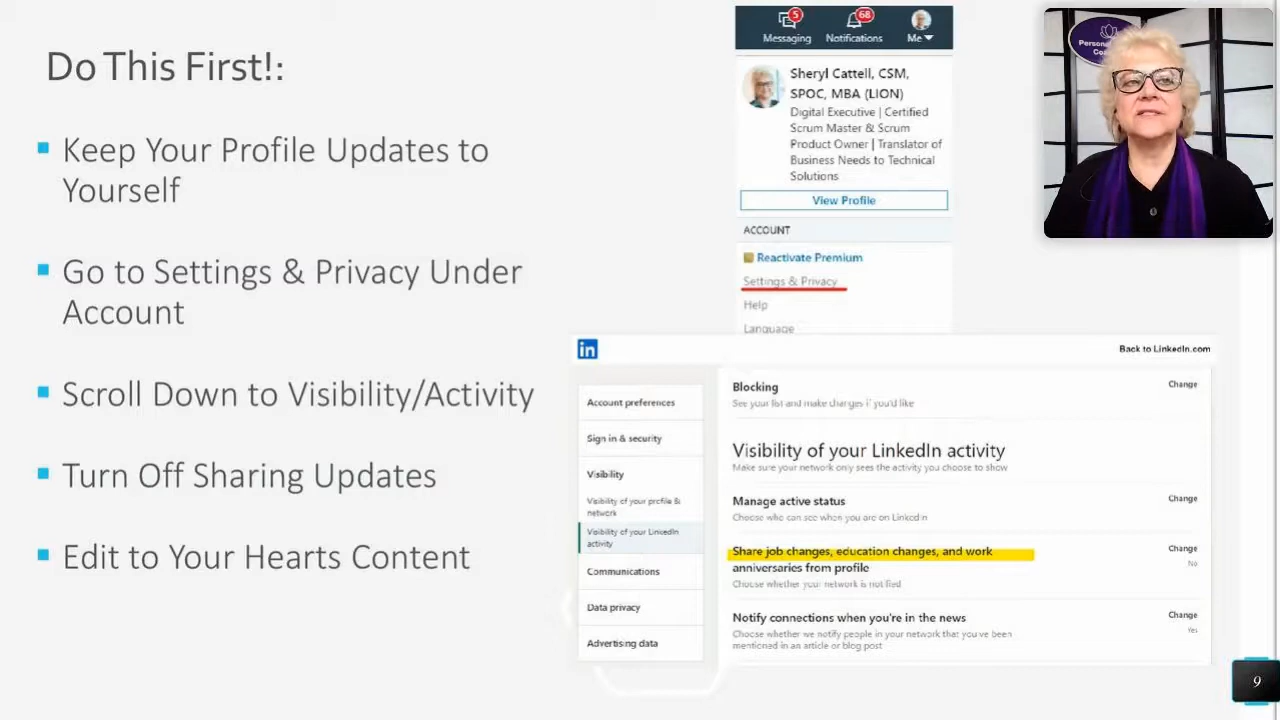 Do This First!:
Keep Your Profile Updates to
Yourself
Go to Settings & Privacy Under
Account
Scroll Down to Visibility/Activity
Turn Off Sharing Updates
Edit to Your Hearts Content
5
68
Messaging
Notifications
Me
Sheryl Cattell, CSM,
SPOC, MBA (LION)
Digital Executive | Certified
Scrum Master & Scrum
Product Owner | Translator of
Business Needs to Technical
Solutions
View Profile
ACCOUNT
Reactivate Premium
Settings & Privacy
Help
Language
Personal
in
Back to LinkedIn.com
Account preferences
Sign in & security
Visibility
Visibility of your profile &
network
Visibility of your LinkedIn
activity
Communications
Data privacy
Advertising data
Blocking
Change
See your list and make changes if you'd like
Visibility of your LinkedIn activity
Make sure your network only sees the activity you choose to show
Manage active status
Change
Choose who can see when you are on LinkedIn
Share job changes, education changes, and work
anniversaries from profile
Change
No
Choose whether your network is notified
Notify connections when you're in the news
Change
Yes
Choose whether we notify people in your network that you've been
mentioned in an article or blog post
9